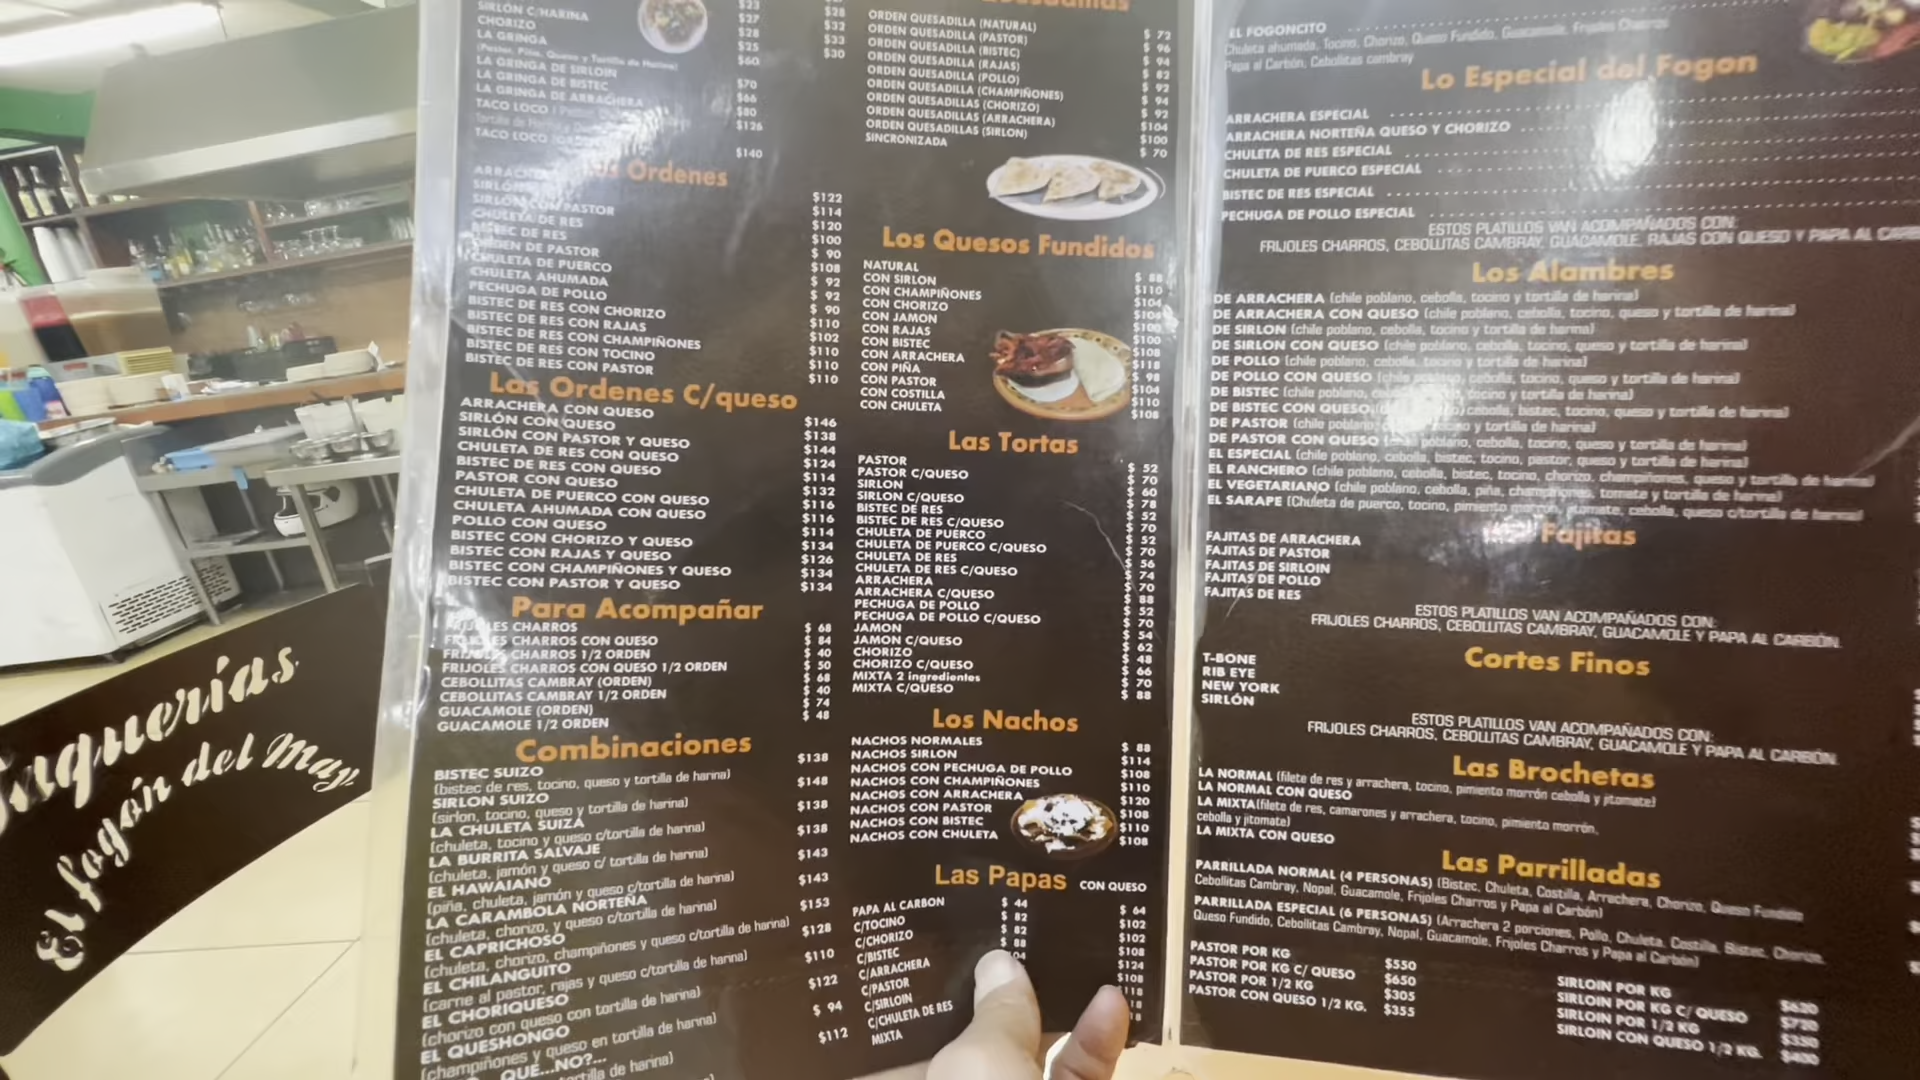 SIRLON C/HARINA
CHORIZO
LA GRINGA
(Pastor, Piña, Queso y Tortilla de Harina)
LA GRINGA DE SIRLOIN
LA GRINGA DE BISTEC
LA GRINGA DE ARRACHERA
TACO LOCO
TACO LOCO
$23
$27
$28
$25
$60
$70
$66
$80
$126
$140
$28
$32
$33
$30
Ordenes
SIRLÓN CON PASTOR
CHULETA DE RES
BISTEC DE RES
ORDEN DE PASTOR
CHULETA DE PUERCO
CHULETA AHUMADA
PECHUGA DE POLLO
BISTEC DE RES CON CHORIZO
BISTEC DE RES CON RAJAS
BISTEC DE RES CON CHAMPIÑONES
BISTEC DE RES CON TOCINO
BISTEC DE RES CON PASTOR
$122
$114
$120
$100
$ 90
$108
$ 92
$ 92
$ 90
$110
$102
$110
$110
$110
Las Ordenes C/queso
ARRACHERA CON QUESO
SIRLÓN CON QUESO
SIRLÓN CON PASTOR Y QUESO
CHULETA DE RES CON QUESO
BISTEC DE RES CON QUESO
PASTOR CON QUESO
CHULETA DE PUERCO CON QUESO
CHULETA AHUMADA CON QUESO
POLLO CON QUESO
BISTEC CON CHORIZO Y QUESO
BISTEC CON RAJAS Y QUESO
BISTEC CON CHAMPIÑONES Y QUESO
BISTEC CON PASTOR Y QUESO
$146
$138
$144
$124
$114
$132
$116
$116
$114
$134
$126
$134
$134
Para Acompañar
FRIJOLES CHARROS
FRIJOLES CHARROS CON QUESO
FRIJOLES CHARROS 1/2 ORDEN
FRIJOLES CHARROS CON QUESO 1/2 ORDEN
CEBOLLITAS CAMBRAY (ORDEN)
CEBOLLITAS CAMBRAY 1/2 ORDEN
GUACAMOLE (ORDEN)
GUACAMOLE 1/2 ORDEN
$ 68
$ 84
$ 40
$ 50
$ 68
$ 40
$ 74
$ 48
Combinaciones
BISTEC SUIZO $138
(bistec de res, tocino, queso y tortilla de harina)
SIRLON SUIZO $148
(sirlon, tocino, queso y tortilla de harina)
LA CHULETA SUIZA $138
(chuleta, tocino y queso c/tortilla de harina)
LA BURRITA SALVAJE $138
(chuleta, jamón y queso c/ tortilla de harina)
EL HAWAIANO $143
(piña, chuleta, jamón y queso c/tortilla de harina)
LA CARAMBOLA NORTEÑA $143
(chuleta, chorizo, y queso c/tortilla de harina)
EL CAPRICHOSO $153
(chuleta, chorizo, champiñones y queso c/tortilla de harina)
EL CHILANGUITO $128
(carne al pastor, rajas y queso c/tortilla de harina)
EL CHORIQUESO $110
(chorizo con queso con tortilla de harina)
EL QUESHONGO $122
(champiñones y queso en tortilla de harina)
QUE...NO?... $ 94
tortilla de harina)
$112
ORDEN QUESADILLA (NATURAL)
ORDEN QUESADILLA (PASTOR)
ORDEN QUESADILLA (BISTEC)
ORDEN QUESADILLA (RAJAS)
ORDEN QUESADILLA (POLLO)
ORDEN QUESADILLA (CHAMPIÑONES)
ORDEN QUESADILLAS (CHORIZO)
ORDEN QUESADILLAS (ARRACHERA)
ORDEN QUESADILLAS (SIRLON)
SINCRONIZADA
$ 72
$ 96
$ 94
$ 82
$ 92
$ 94
$ 92
$104
$100
$ 70
Los Quesos Fundidos
NATURAL
CON SIRLON
CON CHAMPIÑONES
CON CHORIZO
CON JAMON
CON RAJAS
CON BISTEC
CON ARRACHERA
CON PIÑA
CON PASTOR
CON COSTILLA
CON CHULETA
$ 88
$110
$104
$104
$100
$100
$108
$118
$ 98
$104
$110
$108
Las Tortas
PASTOR
PASTOR C/QUESO
SIRLON
SIRLON C/QUESO
BISTEC DE RES
BISTEC DE RES C/QUESO
CHULETA DE PUERCO
CHULETA DE PUERCO C/QUESO
CHULETA DE RES
CHULETA DE RES C/QUESO
ARRACHERA
ARRACHERA C/QUESO
PECHUGA DE POLLO
PECHUGA DE POLLO C/QUESO
JAMON
JAMON C/QUESO
CHORIZO
CHORIZO C/QUESO
MIXTA 2 ingredientes
MIXTA C/QUESO
$ 52
$ 70
$ 60
$ 78
$ 52
$ 70
$ 52
$ 70
$ 56
$ 74
$ 70
$ 88
$ 52
$ 70
$ 54
$ 62
$ 48
$ 66
$ 70
$ 88
Los Nachos
NACHOS NORMALES
NACHOS SIRLON
NACHOS CON PECHUGA DE POLLO
NACHOS CON CHAMPIÑONES
NACHOS CON ARRACHERA
NACHOS CON PASTOR
NACHOS CON BISTEC
NACHOS CON CHULETA
$ 88
$114
$108
$110
$120
$108
$110
$108
Las Papas CON QUESO
PAPA AL CARBON
C/TOCINO
C/CHORIZO
C/BISTEC
C/ARRACHERA
C/PASTOR
C/SIRLOIN
C/CHULETA DE RES
MIXTA
$ 44
$ 82
$ 82
$ 88
$ 64
$102
$102
$108
$124
$108
$118
EL FOGONCITO
Chuleta ahumada, Tocino, Chorizo, Queso Fundido, Guacamole, Frijoles Charros
Papa al Carbón, Cebollitas cambray
Lo Especial del Fogon
ARRACHERA ESPECIAL
ARRACHERA NORTEÑA QUESO Y CHORIZO
CHULETA DE RES ESPECIAL
CHULETA DE PUERCO ESPECIAL
BISTEC DE RES ESPECIAL
PECHUGA DE POLLO ESPECIAL
ESTOS PLATILLOS VAN ACOMPAÑADOS CON:
FRIJOLES CHARROS, CEBOLLITAS CAMBRAY, GUACAMOLE, RAJAS CON QUESO Y PAPA AL
Los Alambres
DE ARRACHERA (chile poblano, cebolla, tocino y tortilla de harina)
DE ARRACHERA CON QUESO (chile poblano, cebolla, tocino, queso y tortilla de harina)
DE SIRLON (chile poblano, cebolla, tocino y tortilla de harina)
DE SIRLON CON QUESO (chile poblano, cebolla, tocino, queso y tortilla de harina)
DE POLLO (chile poblano, cebolla, tocino y tortilla de harina)
DE POLLO CON QUESO (chile poblano, cebolla, tocino, queso y tortilla de harina)
DE BISTEC (chile poblano, cebolla, tocino y tortilla de harina)
DE BISTEC CON QUESO cebolla, bistec, tocino, queso y tortilla de harina)
DE PASTOR (chile poblano, y tortilla de harina)
DE PASTOR CON QUESO poblano, cebolla, tocino, queso y tortilla de harina)
EL ESPECIAL (chile poblano, cebolla, bistec, tocino, pastor, queso y tortilla de harina)
EL RANCHERO (chile poblano, cebolla, bistec, tocino, chorizo, champiñones, queso y tortilla de harina)
EL VEGETARIANO (chile poblano, cebolla, piña, champiñones, tomate y tortilla de harina)
EL SARAPE (Chuleta de puerco, tocino, pimiento marrón, jitomate, cebolla, queso c/tortilla de harina)
Fajitas
FAJITAS DE ARRACHERA
FAJITAS DE PASTOR
FAJITAS DE SIRLOIN
FAJITAS DE POLLO
FAJITAS DE RES
ESTOS PLATILLOS VAN ACOMPAÑADOS CON:
FRIJOLES CHARROS, CEBOLLITAS CAMBRAY, GUACAMOLE Y PAPA AL CARBÓN.
Cortes Finos
T-BONE
RIB EYE
NEW YORK
SIRLÓN
ESTOS PLATILLOS VAN ACOMPAÑADOS CON:
FRIJOLES CHARROS, CEBOLLITAS CAMBRAY, GUACAMOLE Y PAPA AL CARBÓN.
Las Brochetas
LA NORMAL (filete de res y arrachera, tocino, pimiento morrón cebolla y jitomate)
LA NORMAL CON QUESO
LA MIXTA(filete de res, camarones y arrachera, tocino, pimiento morrón,
cebolla y jitomate)
LA MIXTA CON QUESO
Las Parrilladas
PARRILLADA NORMAL (4 PERSONAS) (Bistec, Chuleta, Costilla, Arrachera, Chorizo, Queso Fundido
Cebollitas Cambray, Nopal, Guacamole, Frijoles Charros y Papa al Carbón)
PARRILLADA ESPECIAL (6 PERSONAS) (Arrachera 2 porciones, Pollo, Chuleta, Costilla, Bistec, Chorizo,
Queso Fundido, Cebollitas Cambray, Nopal, Guacamole, Frijoles Charros y Papa al Carbón)
PASTOR POR KG $550
PASTOR POR KG C/ QUESO $650
PASTOR POR 1/2 KG $305
PASTOR CON QUESO 1/2 KG. $355
SIRLOIN POR KG $620
SIRLOIN POR KG C/ QUESO $720
SIRLOIN POR 1/2 KG $350
SIRLOIN CON QUESO 1/2 KG. $400
Taquerías
El fogón del May.